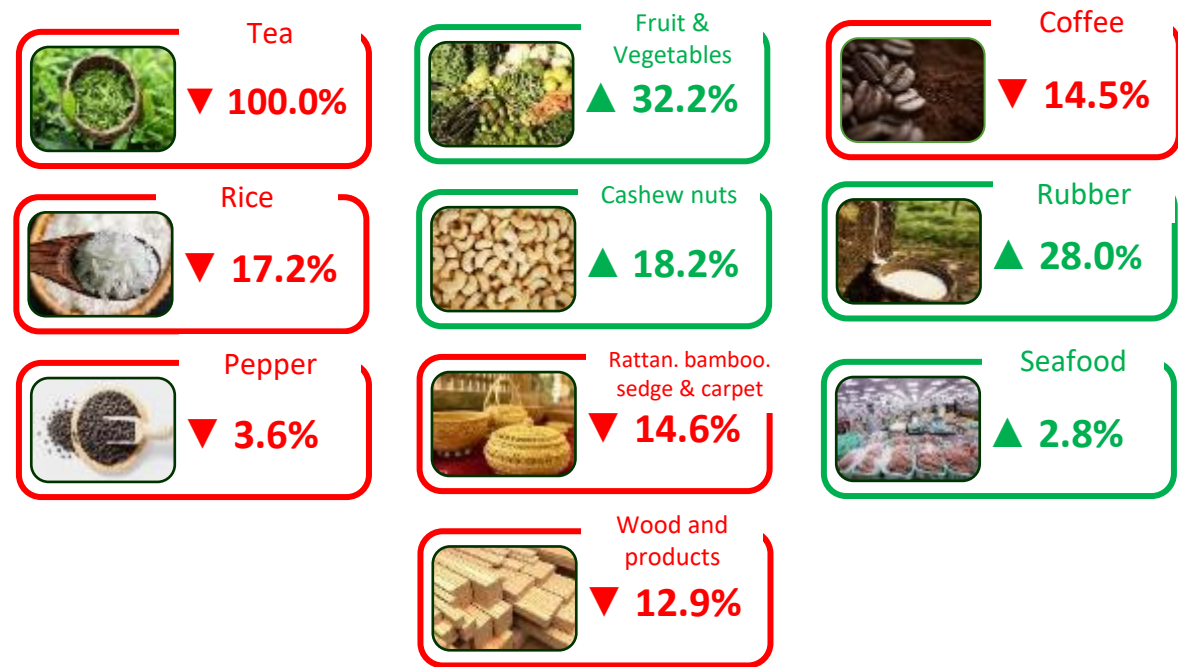 Tea
▼ 100.0%
Fruit &
Vegetables
▲ 32.2%
Coffee
▼ 14.5%
Rice
▼ 17.2%
Cashew nuts
▲ 18.2%
Rubber
▲ 28.0%
Pepper
▼ 3.6%
Rattan. bamboo.
sedge & carpet
▼ 14.6%
Seafood
▲ 2.8%
Wood and
products
▼ 12.9%